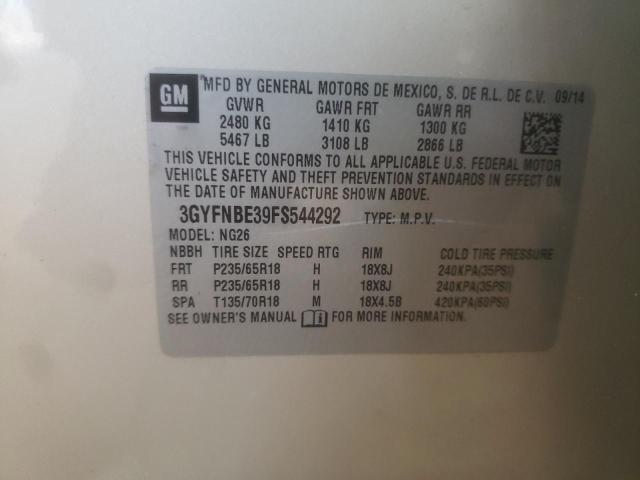 GM MFD BY GENERAL MOTORS DE MEXICO, S. DE R.L. DE C.V. 09/14
GVWR GAWR FRT GAWR RR
2480 KG 1410 KG 1300 KG
5467 LB 3108 LB 2866 LB
THIS VEHICLE CONFORMS TO ALL APPLICABLE U.S. FEDERAL MOTOR
VEHICLE SAFETY AND THEFT PREVENTION STANDARDS IN EFFECT ON
THE DATE OF MANUFACTURE SHOWN ABOVE.
3GYFNBE39FS544292 TYPE: M.P.V.
MODEL: NG26
NBBH TIRE SIZE SPEED RTG RIM COLD TIRE PRESSURE
FRT P235/65R18 H 18X8J 240KPA(35PSI)
RR P235/65R18 H 18X8J 240KPA(35PSI)
SPA T135/70R18 M 18X4.5B 420KPA(60PSI)
SEE OWNER'S MANUAL FOR MORE INFORMATION.